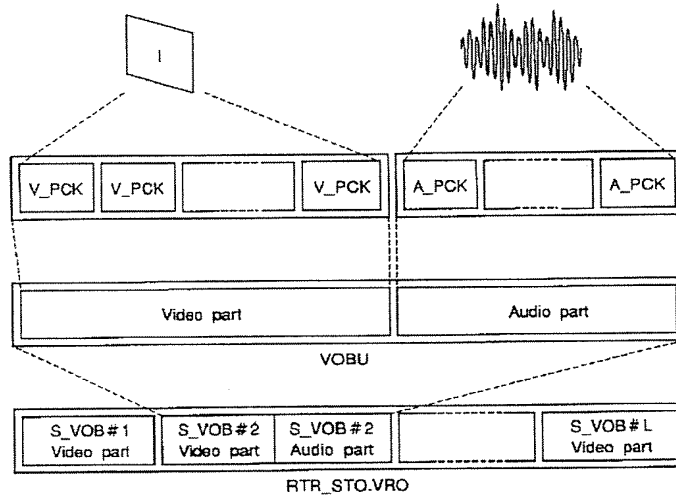 I
V_PCK V_PCK V_PCK A_PCK A_PCK
Video part Audio part
VOBU
S_VOB#1 S_VOB#2 S_VOB#2 S_VOB#L
Video part Video part Audio part Video part
RTR_STO.VRO